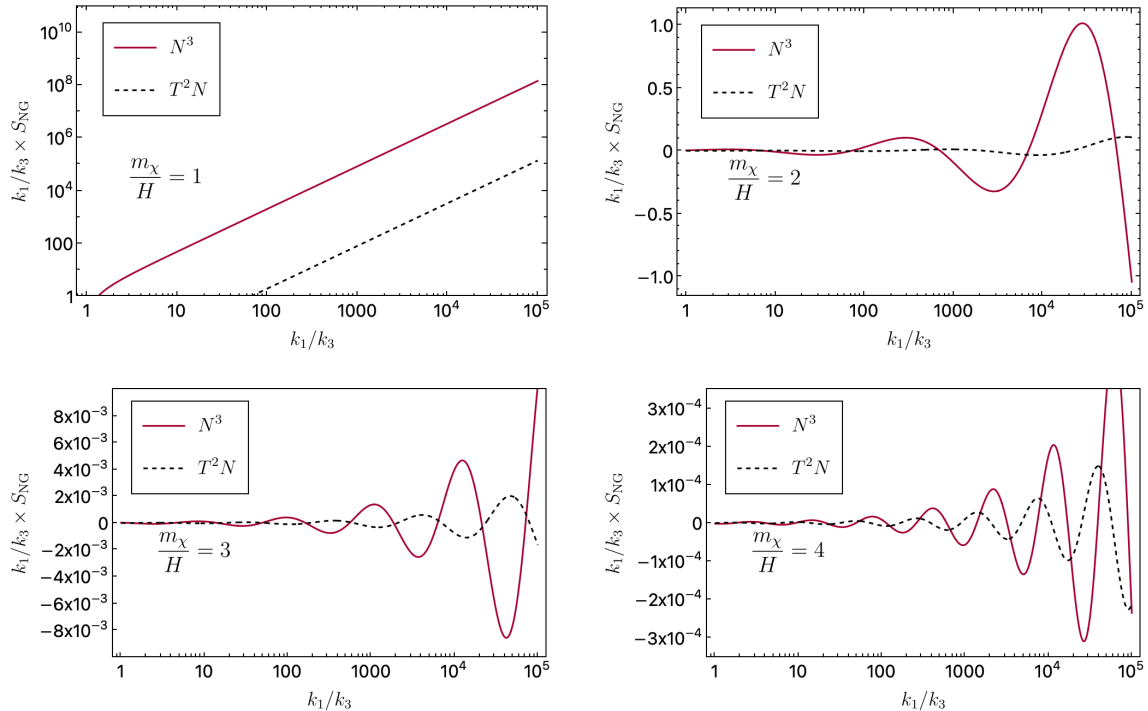 10^10
10^8
10^6
10^4
100
1
k_1/k_3 × S_NG
N^3
T^2N
m_χ/H = 1
1 10 100 1000 10^4 10^5
k_1/k_3
1.0
0.5
0
−0.5
−1.0
k_1/k_3 × S_NG
N^3
T^2N
m_χ/H = 2
1 10 100 1000 10^4 10^5
k_1/k_3
8x10^−3
6x10^−3
4x10^−3
2x10^−3
0
−2x10^−3
−4x10^−3
−6x10^−3
−8x10^−3
k_1/k_3 × S_NG
N^3
T^2N
m_χ/H = 3
1 10 100 1000 10^4 10^5
k_1/k_3
3x10^−4
2x10^−4
1x10^−4
0
−1x10^−4
−2x10^−4
−3x10^−4
k_1/k_3 × S_NG
N^3
T^2N
m_χ/H = 4
1 10 100 1000 10^4 10^5
k_1/k_3